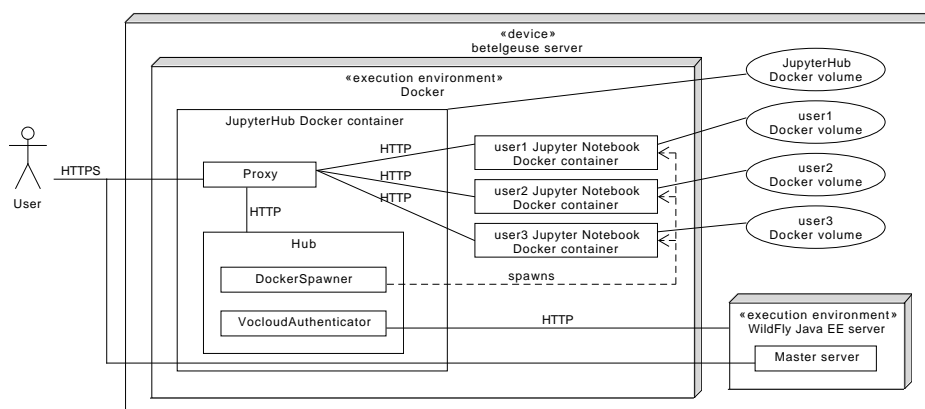 «device»
betelgeuse server
«execution environment»
Docker
JupyterHub
Docker volume
JupyterHub Docker container
user1
Docker volume
HTTP
user1 Jupyter Notebook
Docker container
HTTPS
Proxy
HTTP
user2 Jupyter Notebook
Docker container
user2
Docker volume
User
HTTP
HTTP
user3 Jupyter Notebook
Docker container
user3
Docker volume
Hub
DockerSpawner
spawns
VocloudAuthenticator
HTTP
«execution environment»
WildFly Java EE server
Master server